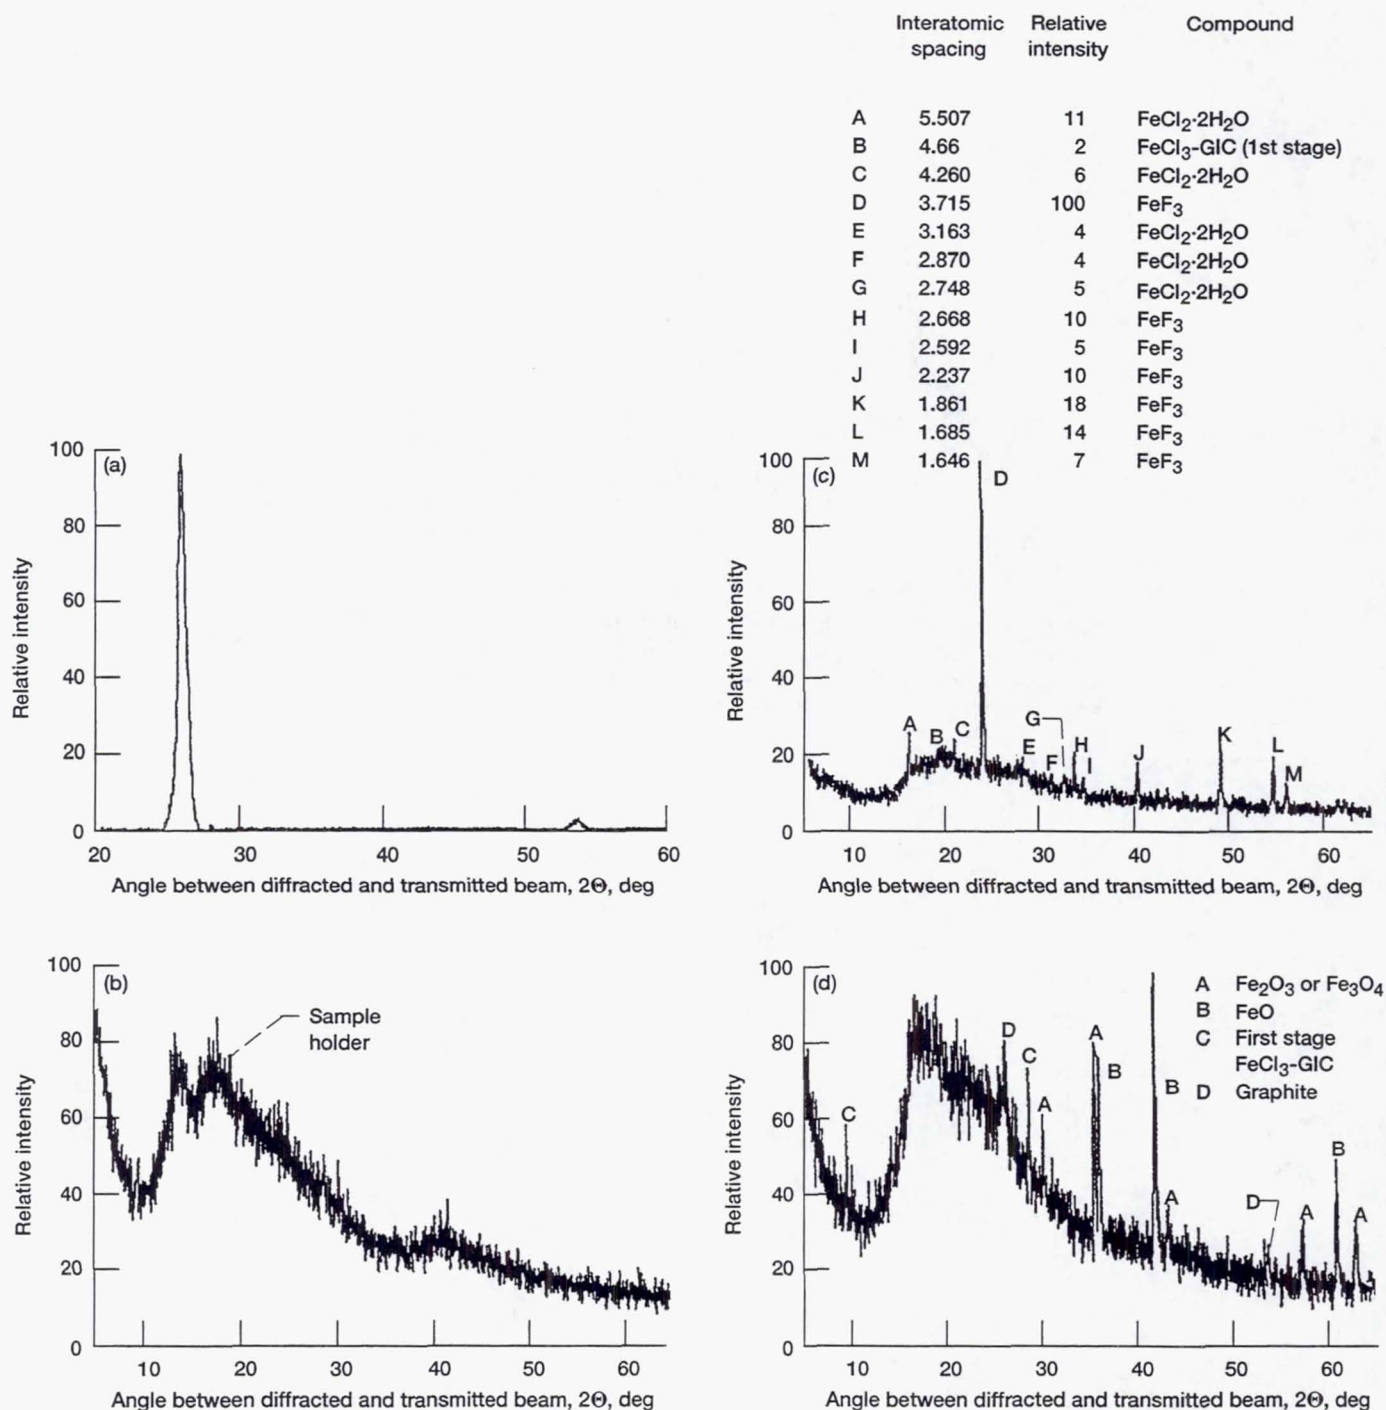 Interatomic spacing Relative intensity Compound
A 5.507 11 FeCl₂·2H₂O
B 4.66 2 FeCl₃-GIC (1st stage)
C 4.260 6 FeCl₂·2H₂O
D 3.715 100 FeF₃
E 3.163 4 FeCl₂·2H₂O
F 2.870 4 FeCl₂·2H₂O
G 2.748 5 FeCl₂·2H₂O
H 2.668 10 FeF₃
I 2.592 5 FeF₃
J 2.237 10 FeF₃
K 1.861 18 FeF₃
L 1.685 14 FeF₃
M 1.646 7 FeF₃
(a)
100
80
60
40
20
0
Relative intensity
20 30 40 50 60
Angle between diffracted and transmitted beam, 2Θ, deg
(c)
100
80
60
40
20
0
Relative intensity
A B C D E F G H I J K L M
10 20 30 40 50 60
Angle between diffracted and transmitted beam, 2Θ, deg
(b)
100
80
60
40
20
0
Relative intensity
Sample
holder
10 20 30 40 50 60
Angle between diffracted and transmitted beam, 2Θ, deg
(d)
100
80
60
40
20
0
Relative intensity
A Fe₂O₃ or Fe₃O₄
B FeO
C First stage
FeCl₃-GIC
D Graphite
C D C A A B B A D A B A
10 20 30 40 50 60
Angle between diffracted and transmitted beam, 2Θ, deg